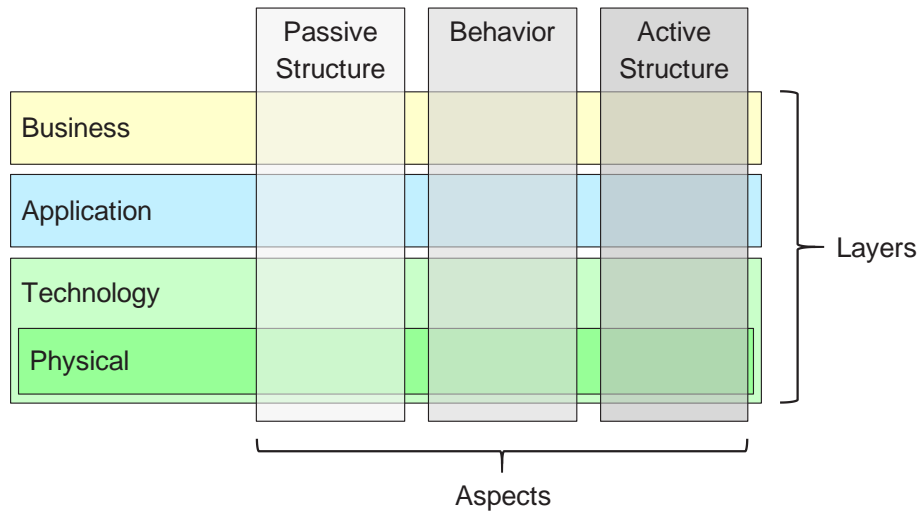 Passive
Structure
Behavior
Active
Structure
Business
Application
Layers
Technology
Physical
Aspects